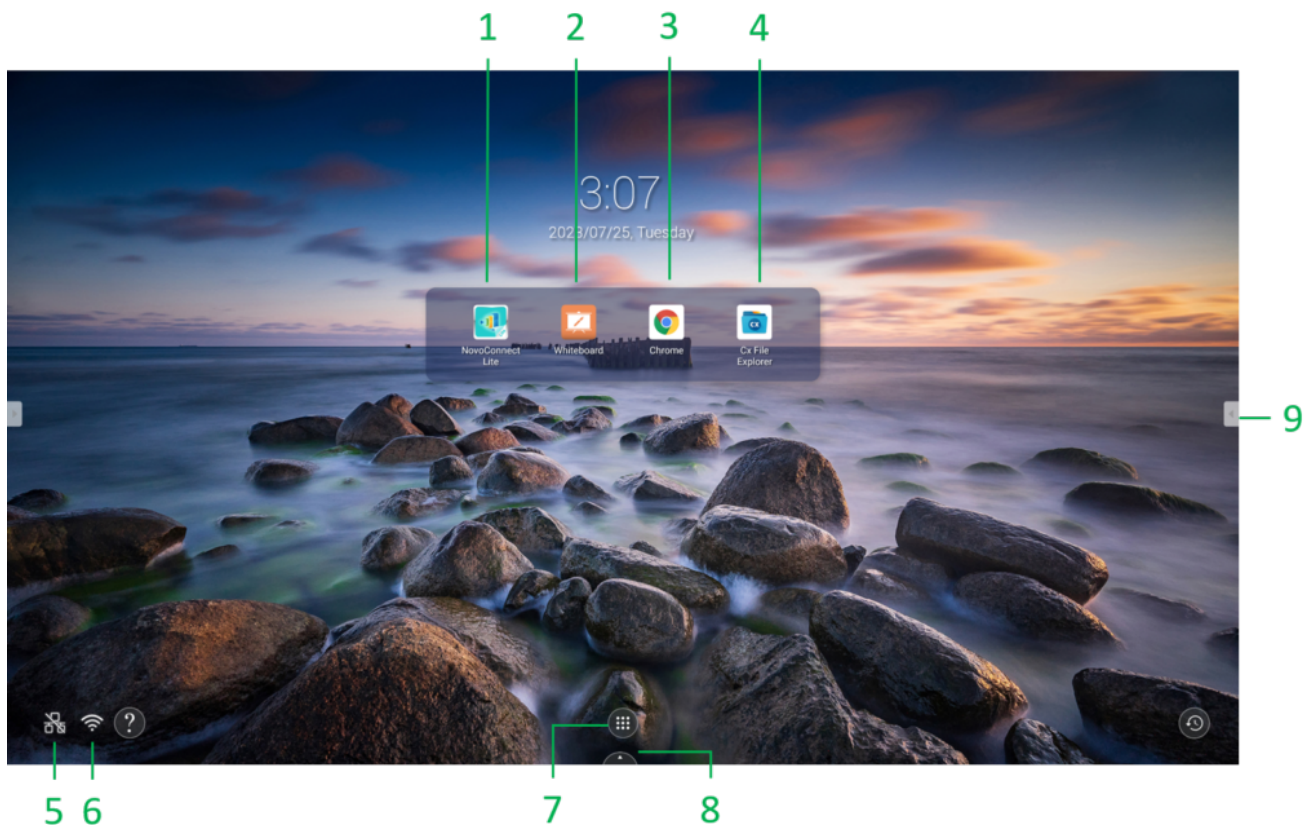 1 2 3 4
3:07
2023/07/25, Tuesday
NovoConnect
Lite
Whiteboard
Chrome
CX
Cx File
Explorer
9
?
5 6 7 8